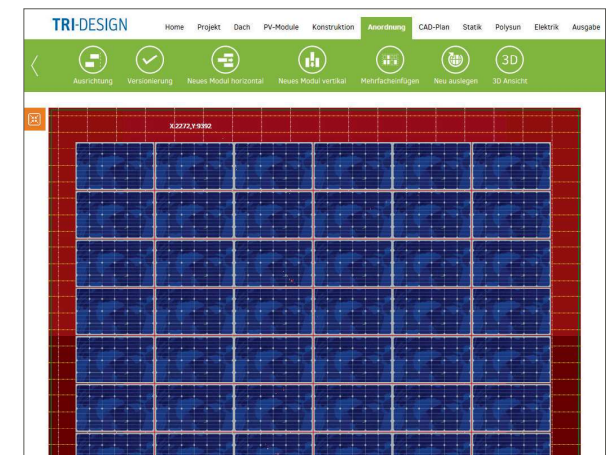 TRI-DESIGN
Home Projekt Dach PV-Module Konstruktion Anordnung CAD-Plan Statik Polysun Elektrik Ausgabe
3D
Ausrichtung Versionierung Neues Modul horizontal Neues Modul vertikal Mehrfacheinfügen Neu auslegen 3D Ansicht
X:2272,Y:9392